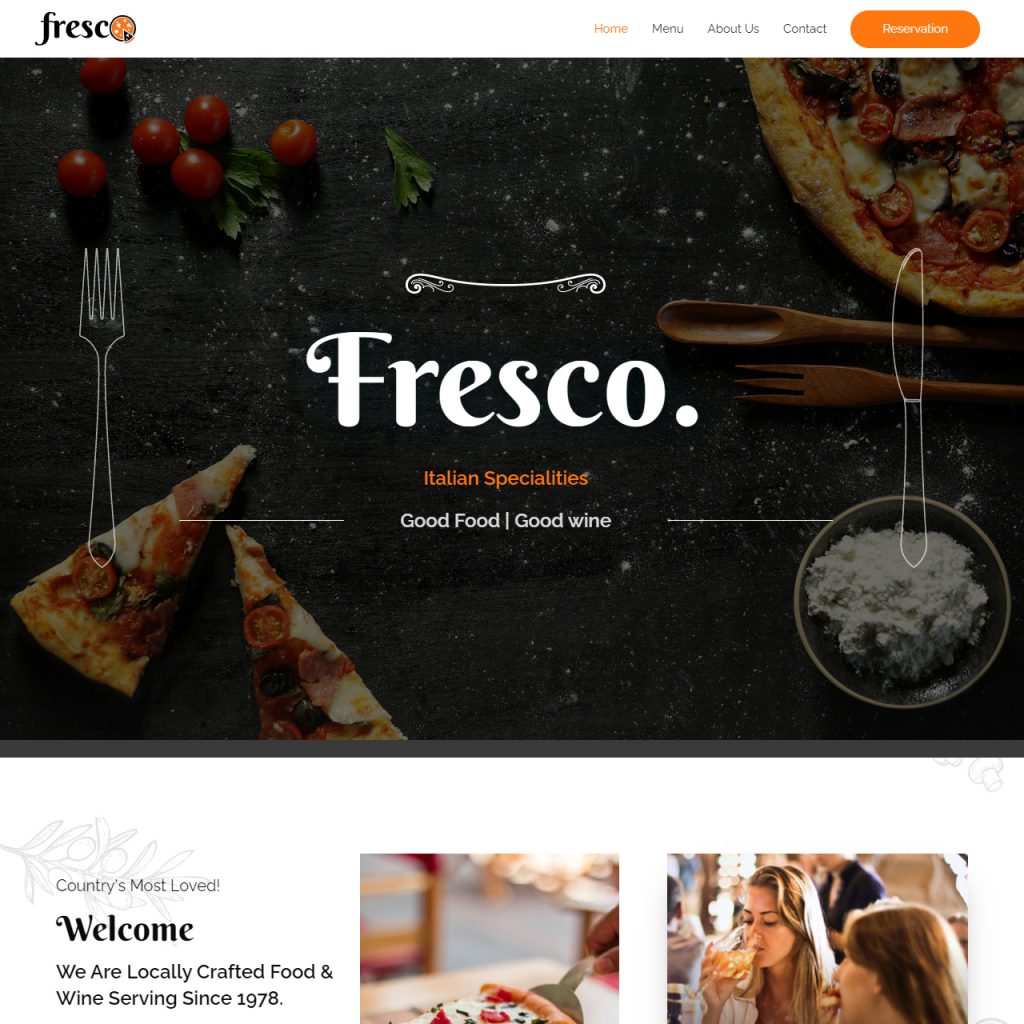 fresco
Home Menu About Us Contact Reservation
Fresco.
Italian Specialities
Good Food | Good wine
Country's Most Loved!
Welcome
We Are Locally Crafted Food &
Wine Serving Since 1978.